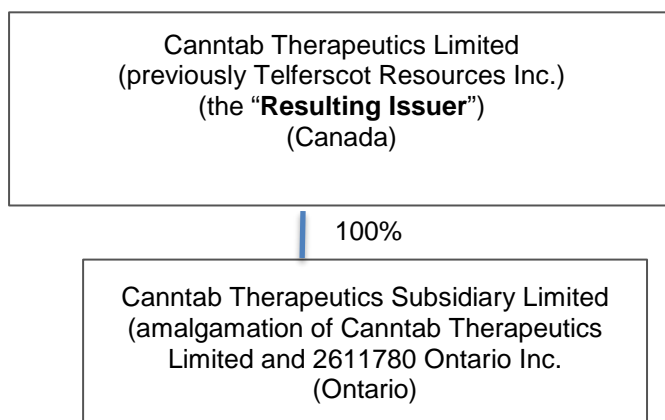 Canntab Therapeutics Limited
(previously Telferscot Resources Inc.)
(the “Resulting Issuer”)
(Canada)
100%
Canntab Therapeutics Subsidiary Limited
(amalgamation of Canntab Therapeutics
Limited and 2611780 Ontario Inc.
(Ontario)